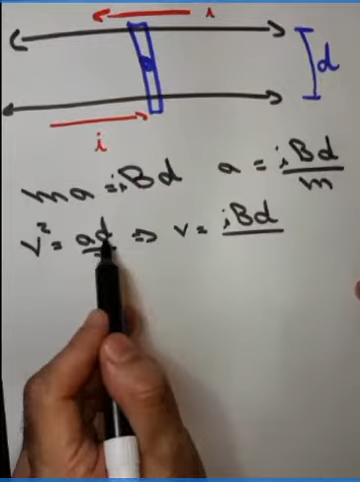 i
d
i
ma = iBd a = iBd/m
v² = ad ⇒ v = iBd